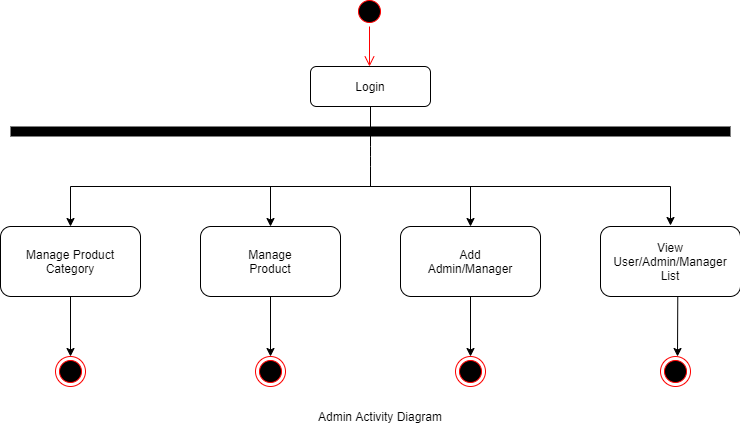 Login
Manage Product
Category
Manage
Product
Add
Admin/Manager
View
User/Admin/Manager
List
Admin Activity Diagram